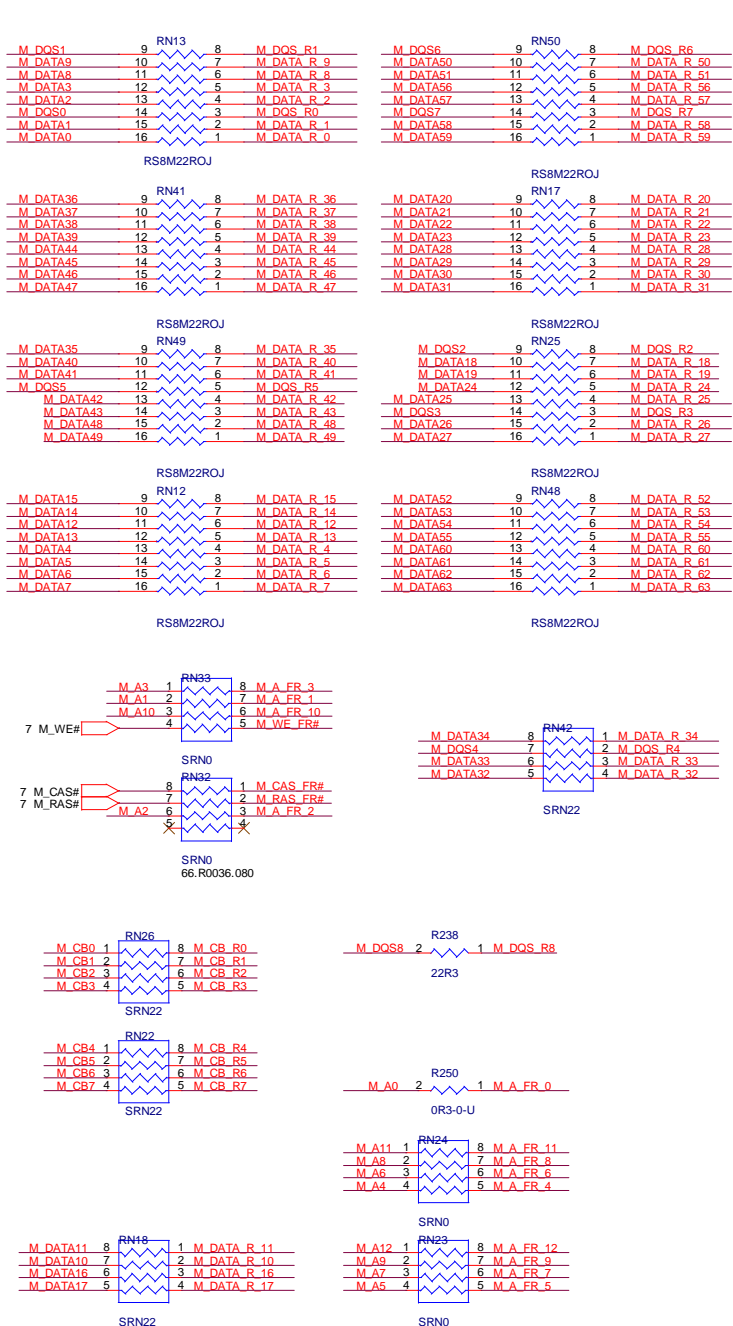 RN13
M_DQS1 9 8 M_DQS_R1
M_DATA9 10 7 M_DATA_R_9
M_DATA8 11 6 M_DATA_R_8
M_DATA3 12 5 M_DATA_R_3
M_DATA2 13 4 M_DATA_R_2
M_DQS0 14 3 M_DQS_R0
M_DATA1 15 2 M_DATA_R_1
M_DATA0 16 1 M_DATA_R_0
RS8M22ROJ
RN50
M_DQS6 9 8 M_DQS_R6
M_DATA50 10 7 M_DATA_R_50
M_DATA51 11 6 M_DATA_R_51
M_DATA56 12 5 M_DATA_R_56
M_DATA57 13 4 M_DATA_R_57
M_DQS7 14 3 M_DQS_R7
M_DATA58 15 2 M_DATA_R_58
M_DATA59 16 1 M_DATA_R_59
RS8M22ROJ
RN41
M_DATA36 9 8 M_DATA_R_36
M_DATA37 10 7 M_DATA_R_37
M_DATA38 11 6 M_DATA_R_38
M_DATA39 12 5 M_DATA_R_39
M_DATA44 13 4 M_DATA_R_44
M_DATA45 14 3 M_DATA_R_45
M_DATA46 15 2 M_DATA_R_46
M_DATA47 16 1 M_DATA_R_47
RS8M22ROJ
RN17
M_DATA20 9 8 M_DATA_R_20
M_DATA21 10 7 M_DATA_R_21
M_DATA22 11 6 M_DATA_R_22
M_DATA23 12 5 M_DATA_R_23
M_DATA28 13 4 M_DATA_R_28
M_DATA29 14 3 M_DATA_R_29
M_DATA30 15 2 M_DATA_R_30
M_DATA31 16 1 M_DATA_R_31
RS8M22ROJ
RN49
M_DATA35 9 8 M_DATA_R_35
M_DATA40 10 7 M_DATA_R_40
M_DATA41 11 6 M_DATA_R_41
M_DQS5 12 5 M_DQS_R5
M_DATA42 13 4 M_DATA_R_42
M_DATA43 14 3 M_DATA_R_43
M_DATA48 15 2 M_DATA_R_48
M_DATA49 16 1 M_DATA_R_49
RS8M22ROJ
RN25
M_DQS2 9 8 M_DQS_R2
M_DATA18 10 7 M_DATA_R_18
M_DATA19 11 6 M_DATA_R_19
M_DATA24 12 5 M_DATA_R_24
M_DATA25 13 4 M_DATA_R_25
M_DQS3 14 3 M_DQS_R3
M_DATA26 15 2 M_DATA_R_26
M_DATA27 16 1 M_DATA_R_27
RS8M22ROJ
RN12
M_DATA15 9 8 M_DATA_R_15
M_DATA14 10 7 M_DATA_R_14
M_DATA12 11 6 M_DATA_R_12
M_DATA13 12 5 M_DATA_R_13
M_DATA4 13 4 M_DATA_R_4
M_DATA5 14 3 M_DATA_R_5
M_DATA6 15 2 M_DATA_R_6
M_DATA7 16 1 M_DATA_R_7
RS8M22ROJ
RN48
M_DATA52 9 8 M_DATA_R_52
M_DATA53 10 7 M_DATA_R_53
M_DATA54 11 6 M_DATA_R_54
M_DATA55 12 5 M_DATA_R_55
M_DATA60 13 4 M_DATA_R_60
M_DATA61 14 3 M_DATA_R_61
M_DATA62 15 2 M_DATA_R_62
M_DATA63 16 1 M_DATA_R_63
RS8M22ROJ
RN33
M_A3 1 8 M_A_FR_3
M_A1 2 7 M_A_FR_1
M_A10 3 6 M_A_FR_10
7 M_WE# 4 5 M_WE_FR#
SRN0
RN32
7 M_CAS# 8 1 M_CAS_FR#
7 M_RAS# 7 2 M_RAS_FR#
M_A2 6 3 M_A_FR_2
5 4
SRN0
66.R0036.080
RN42
M_DATA34 8 1 M_DATA_R_34
M_DQS4 7 2 M_DQS_R4
M_DATA33 6 3 M_DATA_R_33
M_DATA32 5 4 M_DATA_R_32
SRN22
RN26
M_CB0 1 8 M_CB_R0
M_CB1 2 7 M_CB_R1
M_CB2 3 6 M_CB_R2
M_CB3 4 5 M_CB_R3
SRN22
R238
M_DQS8 2 1 M_DQS_R8
22R3
RN22
M_CB4 1 8 M_CB_R4
M_CB5 2 7 M_CB_R5
M_CB6 3 6 M_CB_R6
M_CB7 4 5 M_CB_R7
SRN22
R250
M_A0 2 1 M_A_FR_0
0R3-0-U
RN24
M_A11 1 8 M_A_FR_11
M_A8 2 7 M_A_FR_8
M_A6 3 6 M_A_FR_6
M_A4 4 5 M_A_FR_4
SRN0
RN18
M_DATA11 8 1 M_DATA_R_11
M_DATA10 7 2 M_DATA_R_10
M_DATA16 6 3 M_DATA_R_16
M_DATA17 5 4 M_DATA_R_17
SRN22
RN23
M_A12 1 8 M_A_FR_12
M_A9 2 7 M_A_FR_9
M_A7 3 6 M_A_FR_7
M_A5 4 5 M_A_FR_5
SRN0